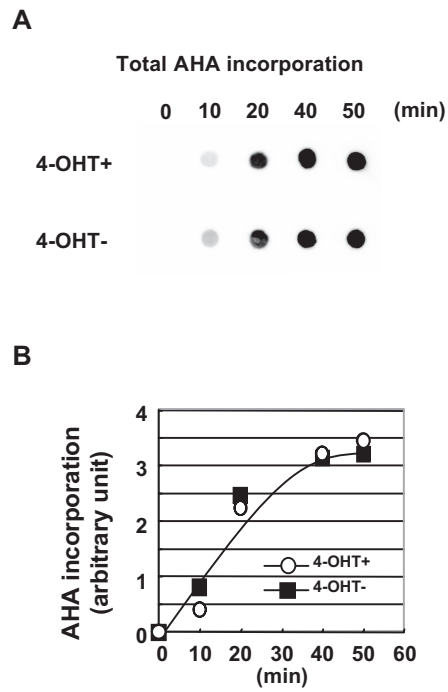 A
Total AHA incorporation
0 10 20 40 50 (min)
4-OHT+
4-OHT-
B
AHA incorporation
(arbitrary unit)
4
3
2
1
0
4-OHT+
4-OHT-
0 10 20 30 40 50 60
(min)